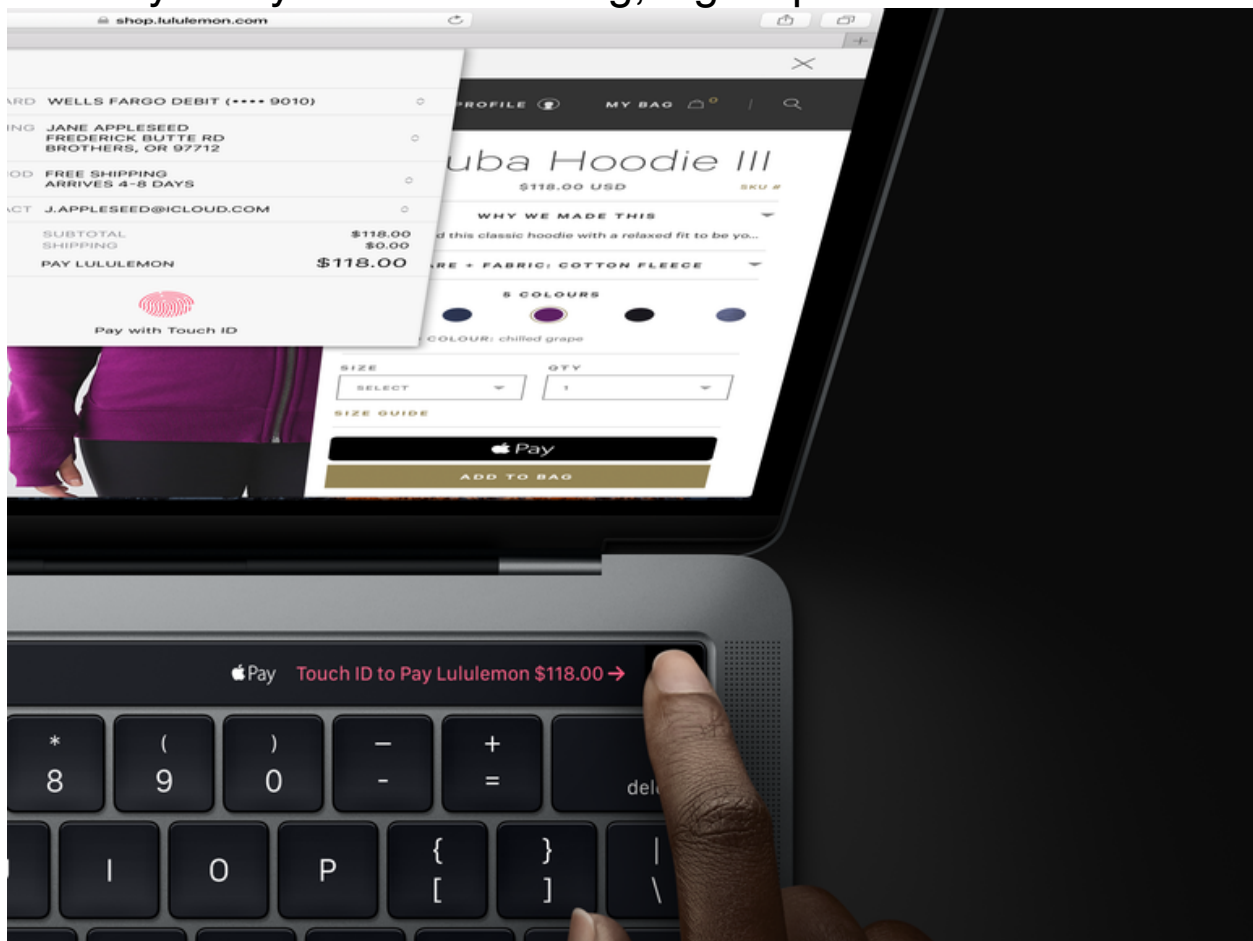 shop.lululemon.com
WELLS FARGO DEBIT (•••• 9010)
JANE APPLESEED
FREDERICK BUTTE RD
BROTHERS, OR 97712
FREE SHIPPING
ARRIVES 4-8 DAYS
J.APPLESEED@ICLOUD.COM
SUBTOTAL $118.00
SHIPPING $0.00
PAY LULULEMON $118.00
Pay with Touch ID
PROFILE MY BAG
Hoodie III
$118.00 USD SKU #
WHY WE MADE THIS
this classic hoodie with a relaxed fit to be yo...
+ FABRIC: COTTON FLEECE
5 COLOURS
COLOUR: chilled grape
SIZE QTY
SELECT 1
SIZE GUIDE
Pay
ADD TO BAG
Pay Touch ID to Pay Lululemon $118.00 →
* ( ) — +
8 9 0 - =
I O P { } |
[ ] \